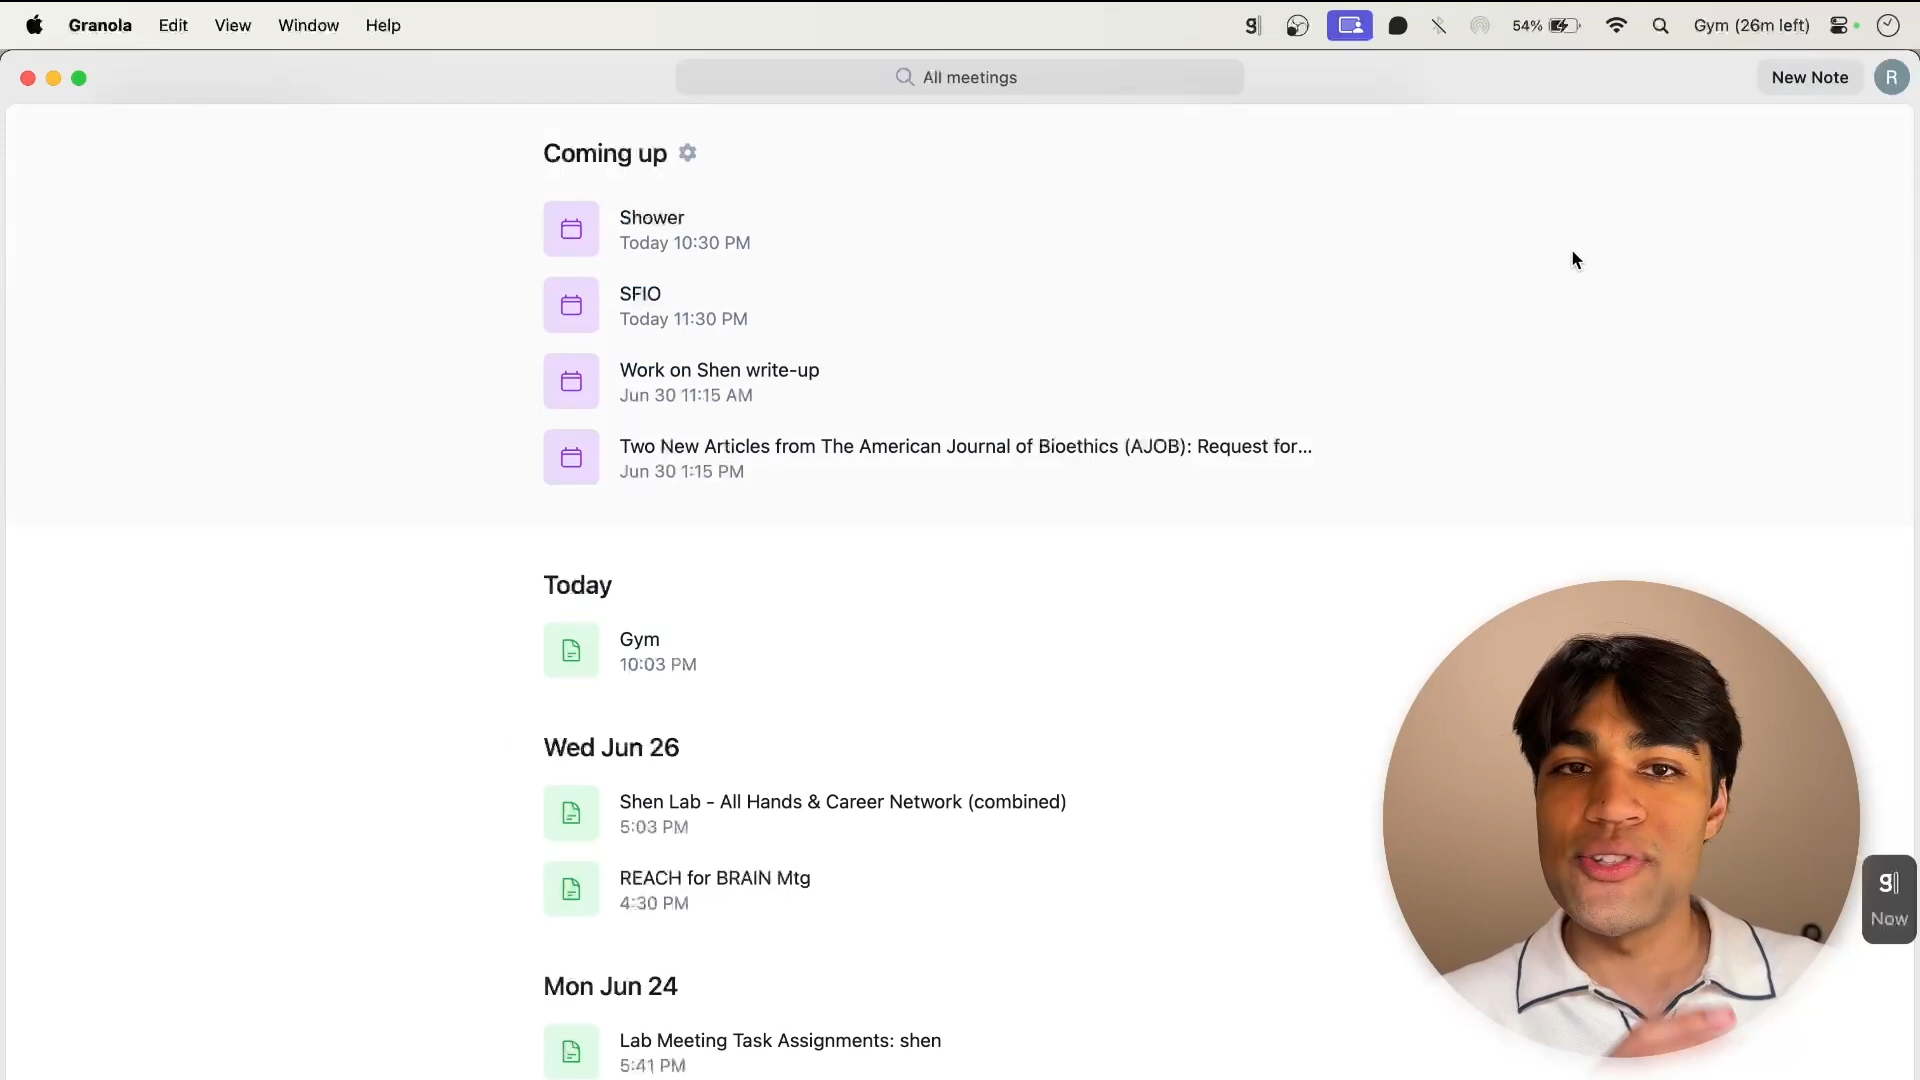 Granola Edit View Window Help
g 54% Gym (26m left)
All meetings
New Note
R
Coming up
Shower
Today 10:30 PM
SFIO
Today 11:30 PM
Work on Shen write-up
Jun 30 11:15 AM
Two New Articles from The American Journal of Bioethics (AJOB): Request for...
Jun 30 1:15 PM
Today
Gym
10:03 PM
Wed Jun 26
Shen Lab - All Hands & Career Network (combined)
5:03 PM
REACH for BRAIN Mtg
4:30 PM
Mon Jun 24
Lab Meeting Task Assignments: shen
5:41 PM
g
Now